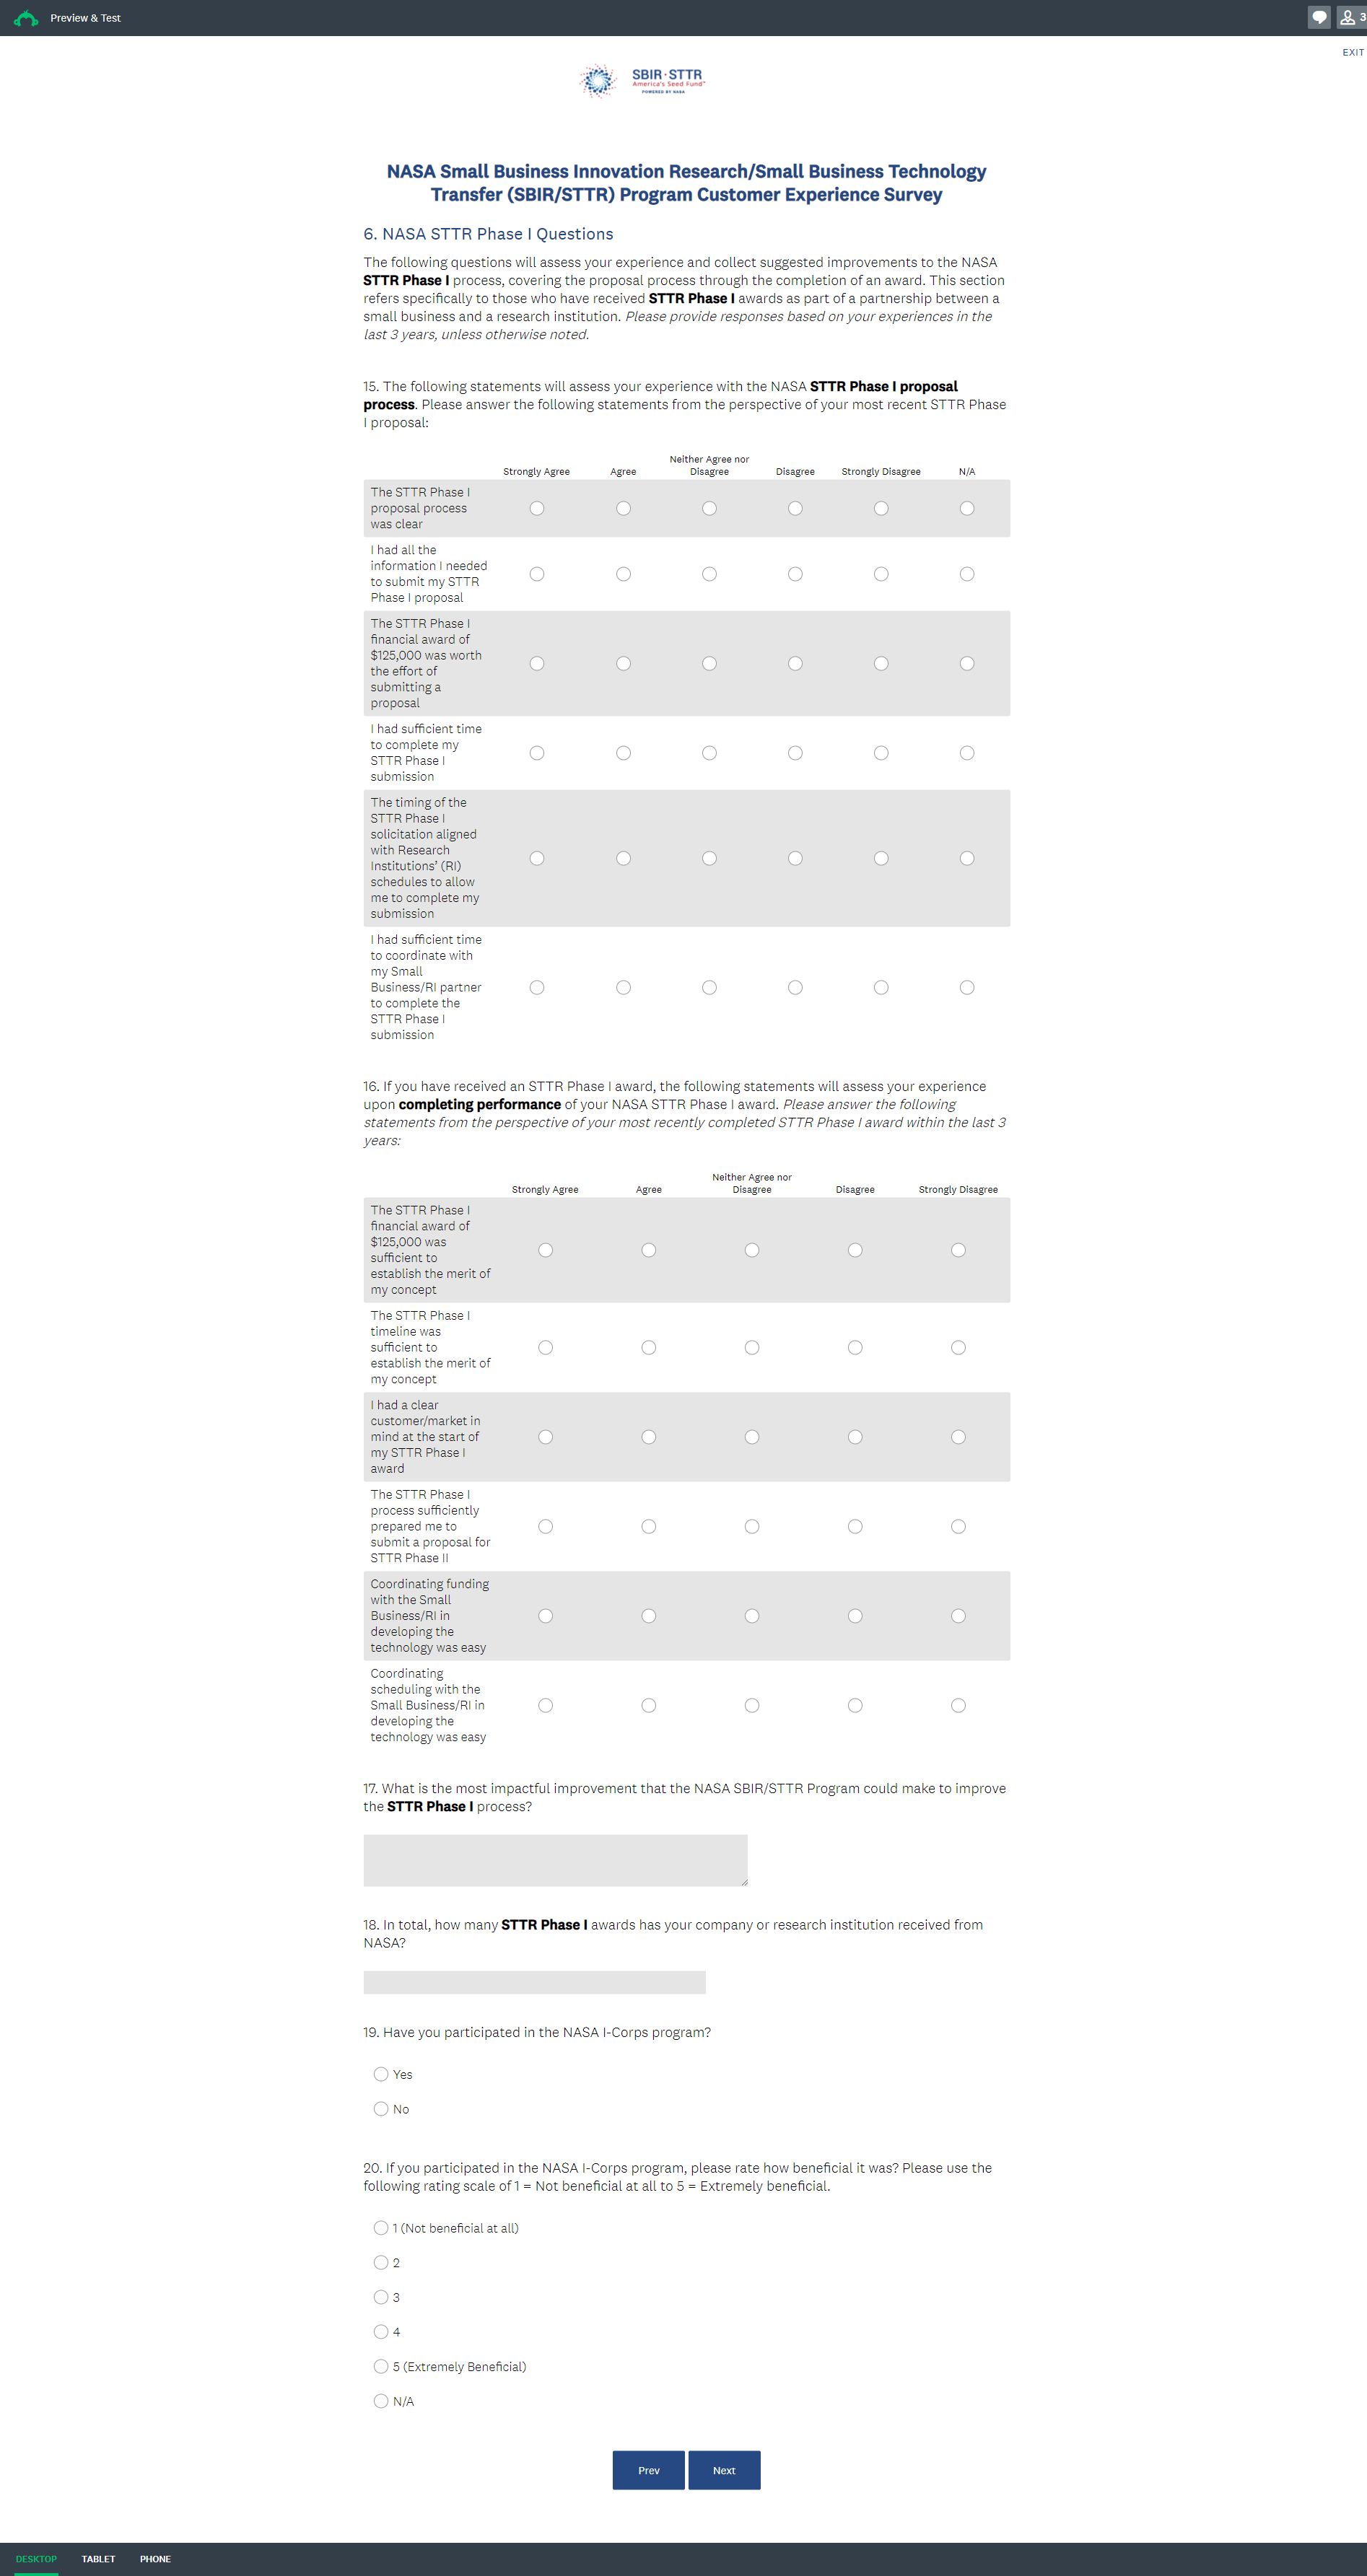 Preview & Test
3
EXIT
SBIR·STTR
America's Seed Fund™
POWERED BY NASA
NASA Small Business Innovation Research/Small Business Technology
Transfer (SBIR/STTR) Program Customer Experience Survey
6. NASA STTR Phase I Questions
The following questions will assess your experience and collect suggested improvements to the NASA
STTR Phase I process, covering the proposal process through the completion of an award. This section
refers specifically to those who have received STTR Phase I awards as part of a partnership between a
small business and a research institution. Please provide responses based on your experiences in the
last 3 years, unless otherwise noted.
15. The following statements will assess your experience with the NASA STTR Phase I proposal
process. Please answer the following statements from the perspective of your most recent STTR Phase
I proposal:
Neither Agree nor
Strongly Agree Agree Disagree Disagree Strongly Disagree N/A
The STTR Phase I
proposal process
was clear
I had all the
information I needed
to submit my STTR
Phase I proposal
The STTR Phase I
financial award of
$125,000 was worth
the effort of
submitting a
proposal
I had sufficient time
to complete my
STTR Phase I
submission
The timing of the
STTR Phase I
solicitation aligned
with Research
Institutions' (RI)
schedules to allow
me to complete my
submission
I had sufficient time
to coordinate with
my Small
Business/RI partner
to complete the
STTR Phase I
submission
16. If you have received an STTR Phase I award, the following statements will assess your experience
upon completing performance of your NASA STTR Phase I award. Please answer the following
statements from the perspective of your most recently completed STTR Phase I award within the last 3
years:
Neither Agree nor
Strongly Agree Agree Disagree Disagree Strongly Disagree
The STTR Phase I
financial award of
$125,000 was
sufficient to
establish the merit of
my concept
The STTR Phase I
timeline was
sufficient to
establish the merit of
my concept
I had a clear
customer/market in
mind at the start of
my STTR Phase I
award
The STTR Phase I
process sufficiently
prepared me to
submit a proposal for
STTR Phase II
Coordinating funding
with the Small
Business/RI in
developing the
technology was easy
Coordinating
scheduling with the
Small Business/RI in
developing the
technology was easy
17. What is the most impactful improvement that the NASA SBIR/STTR Program could make to improve
the STTR Phase I process?
18. In total, how many STTR Phase I awards has your company or research institution received from
NASA?
19. Have you participated in the NASA I-Corps program?
Yes
No
20. If you participated in the NASA I-Corps program, please rate how beneficial it was? Please use the
following rating scale of 1 = Not beneficial at all to 5 = Extremely beneficial.
1 (Not beneficial at all)
2
3
4
5 (Extremely Beneficial)
N/A
Prev Next
DESKTOP TABLET PHONE